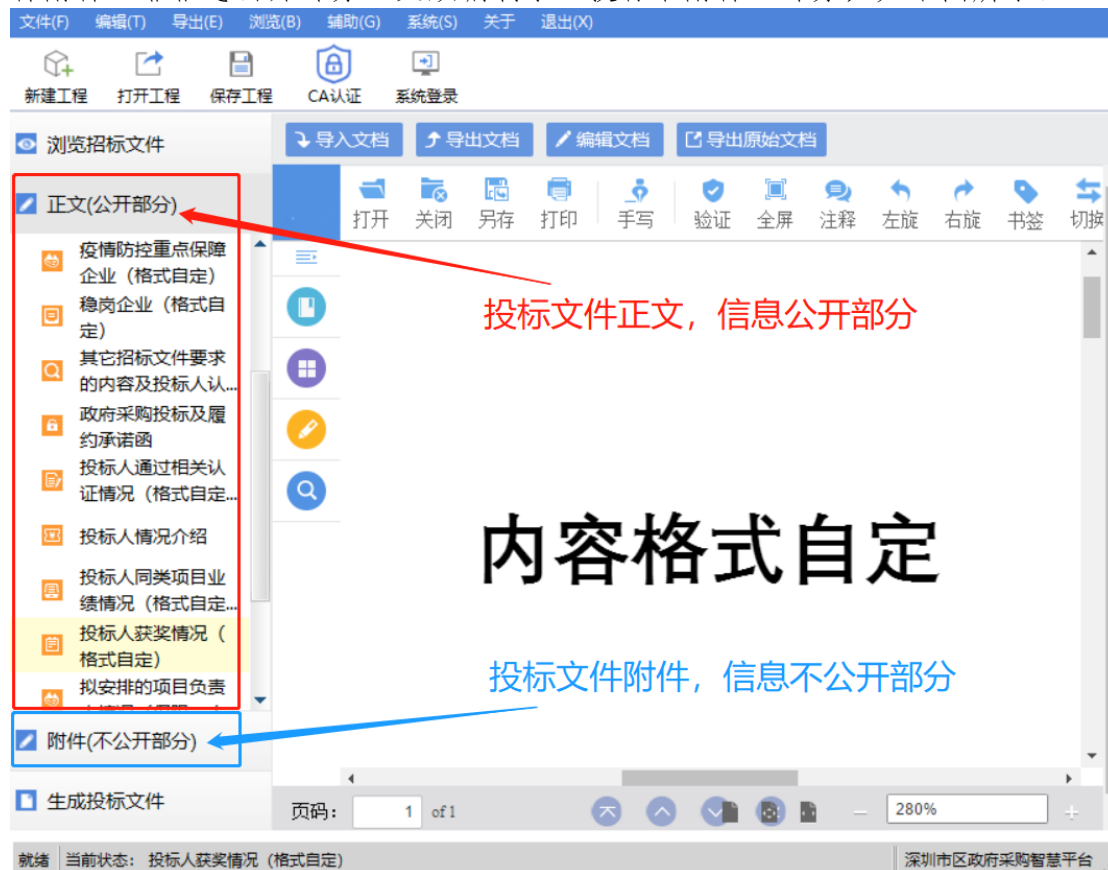 文件(F) 编辑(T) 导出(E) 浏览(B) 辅助(G) 系统(S) 关于 退出(X)
新建工程 打开工程 保存工程 CA认证 系统登录
浏览招标文件
导入文档 导出文档 编辑文档 导出原始文档
正文(公开部分)
打开 关闭 另存 打印 手写 验证 全屏 注释 左旋 右旋 书签 切换
疫情防控重点保障
企业（格式自定）
稳岗企业（格式自
定）
其它招标文件要求
的内容及投标人认...
政府采购投标及履
约承诺函
投标人通过相关认
证情况（格式自定...
投标人情况介绍
投标人同类项目业
绩情况（格式自定...
投标人获奖情况（
格式自定）
拟安排的项目负责
投标文件正文，信息公开部分
内容格式自定
投标文件附件，信息不公开部分
附件(不公开部分)
生成投标文件
页码： 1 of 1 280%
就绪 当前状态： 投标人获奖情况（格式自定） 深圳市区政府采购智慧平台